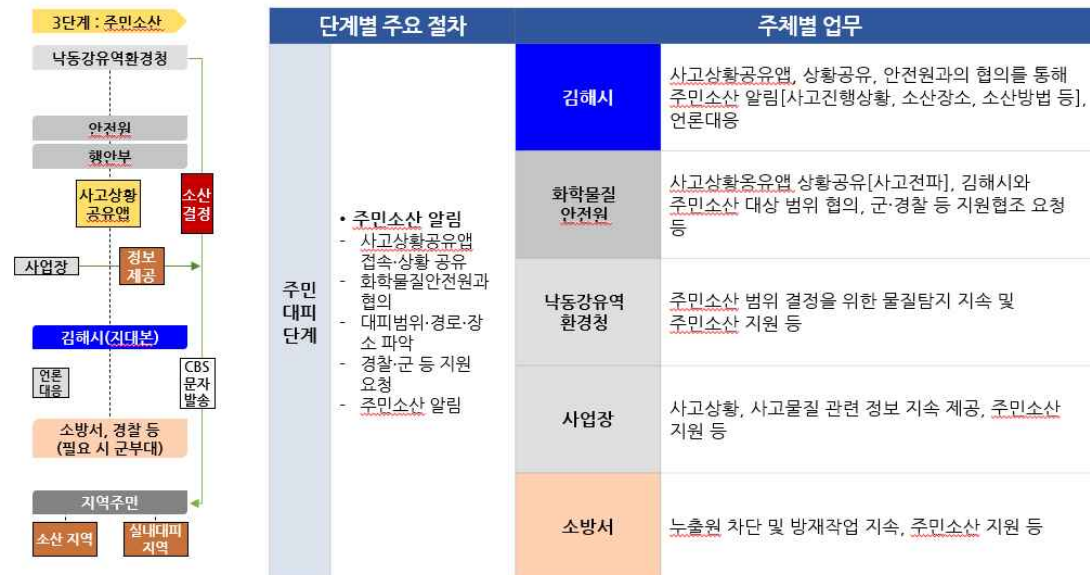 3단계 : 주민소산
낙동강유역환경청
안전원
행안부
사고상황
공유앱
소산
결정
사업장
정보
제공
김해시(지대본)
언론
대응
CBS
문자
발송
소방서, 경찰 등
(필요 시 군부대)
지역주민
소산 지역
실내대피
지역
단계별 주요 절차
주체별 업무
주민
대피
단계
• 주민소산 알림
- 사고상황공유앱
접속·상황 공유
- 화학물질안전원과
협의
- 대피범위·경로·장
소 파악
- 경찰·군 등 지원
요청
- 주민소산 알림
김해시
사고상황공유앱, 상황공유, 안전원과의 협의를 통해
주민소산 알림[사고진행상황, 소산장소, 소산방법 등],
언론대응
화학물질
안전원
사고상황옹유앱 상황공유[사고전파], 김해시와
주민소산 대상 범위 협의, 군·경찰 등 지원협조 요청
등
낙동강유역
환경청
주민소산 범위 결정을 위한 물질탐지 지속 및
주민소산 지원 등
사업장
사고상황, 사고물질 관련 정보 지속 제공, 주민소산
지원 등
소방서
누출원 차단 및 방재작업 지속, 주민소산 지원 등